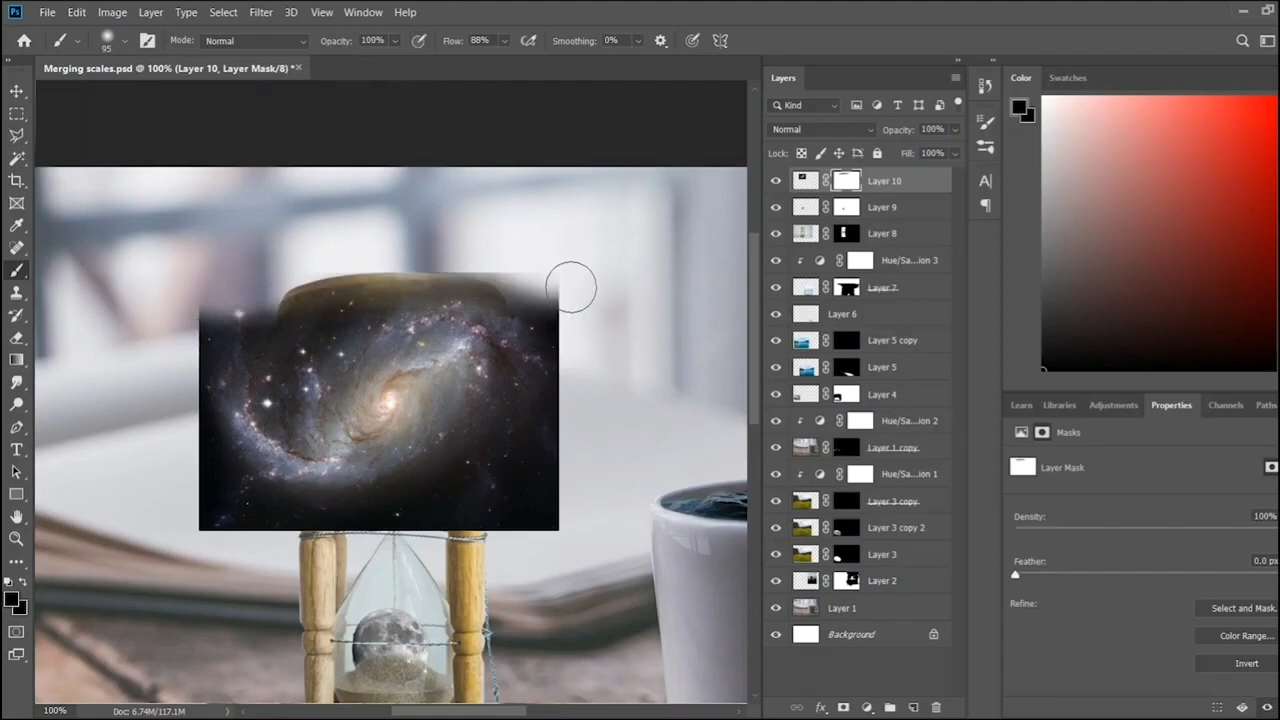 Ps File Edit Image Layer Type Select Filter 3D View Window Help
95 Mode: Normal Opacity: 100% Flow: 88% Smoothing: 0%
Merging scales.psd @ 100% (Layer 10, Layer Mask/8) *
Layers
Kind
Normal Opacity: 100%
Lock: Fill: 100%
Layer 10
Layer 9
Layer 8
Hue/Sa...ion 3
Layer 7
Layer 6
Layer 5 copy
Layer 5
Layer 4
Hue/Sa...ion 2
Layer 1 copy
Hue/Sa...ion 1
Layer 3 copy
Layer 3 copy 2
Layer 3
Layer 2
Layer 1
Background
Color Swatches
Learn Libraries Adjustments Properties Channels Paths
Masks
Layer Mask
Density: 100%
Feather: 0.0 px
Refine: Select and Mask.
Color Range...
Invert
100% Doc: 6.74M/117.1M